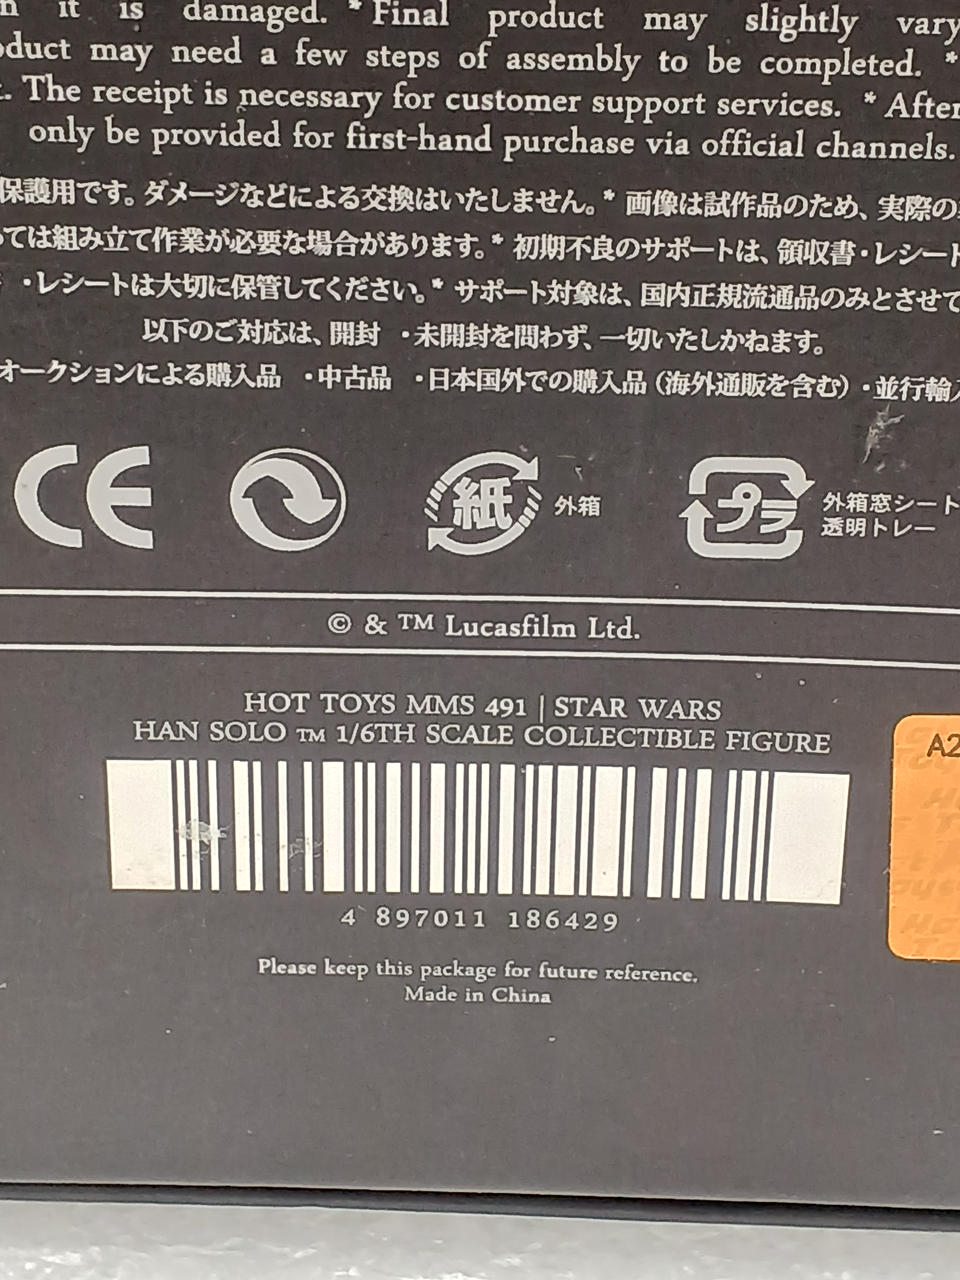 it is damaged. * Final product may slightly vary
duct may need a few steps of assembly to be completed. *
. The receipt is necessary for customer support services. * After
only be provided for first-hand purchase via official channels.
保護用です。ダメージなどによる交換はいたしません。* 画像は試作品のため、実際の
ては組み立て作業が必要な場合があります。* 初期不良のサポートは、領収書・レシート
・レシートは大切に保管してください。* サポート対象は、国内正規流通品のみとさせて
以下のご対応は、開封 ・未開封を問わず、一切いたしかねます。
オークションによる購入品 ・中古品 ・日本国外での購入品（海外通販を含む）・並行輸入
CE
紙 外箱
プラ 外箱窓シート
透明トレー
© & ™ Lucasfilm Ltd.
HOT TOYS MMS 491 | STAR WARS
HAN SOLO ™ 1/6TH SCALE COLLECTIBLE FIGURE
A2
4 897011 186429
Please keep this package for future reference.
Made in China